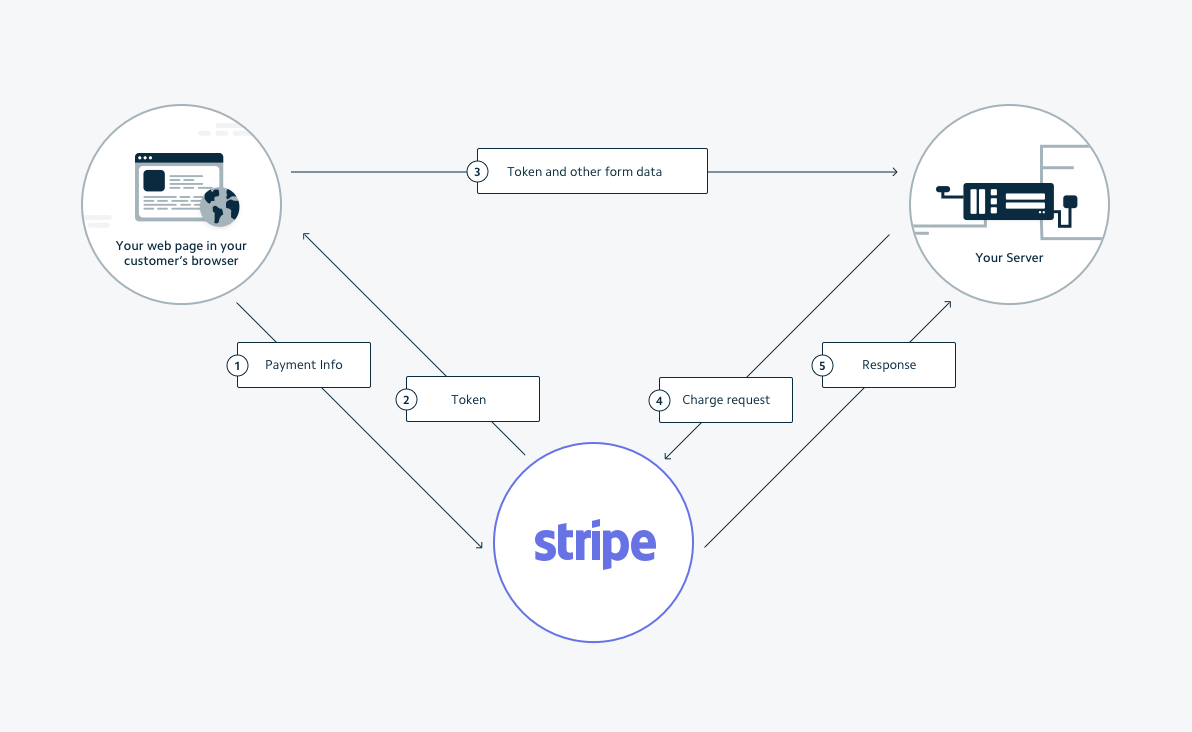 3
Token and other form data
Your web page in your
customer's browser
Your Server
1
Payment Info
2
Token
4
Charge request
5
Response
stripe